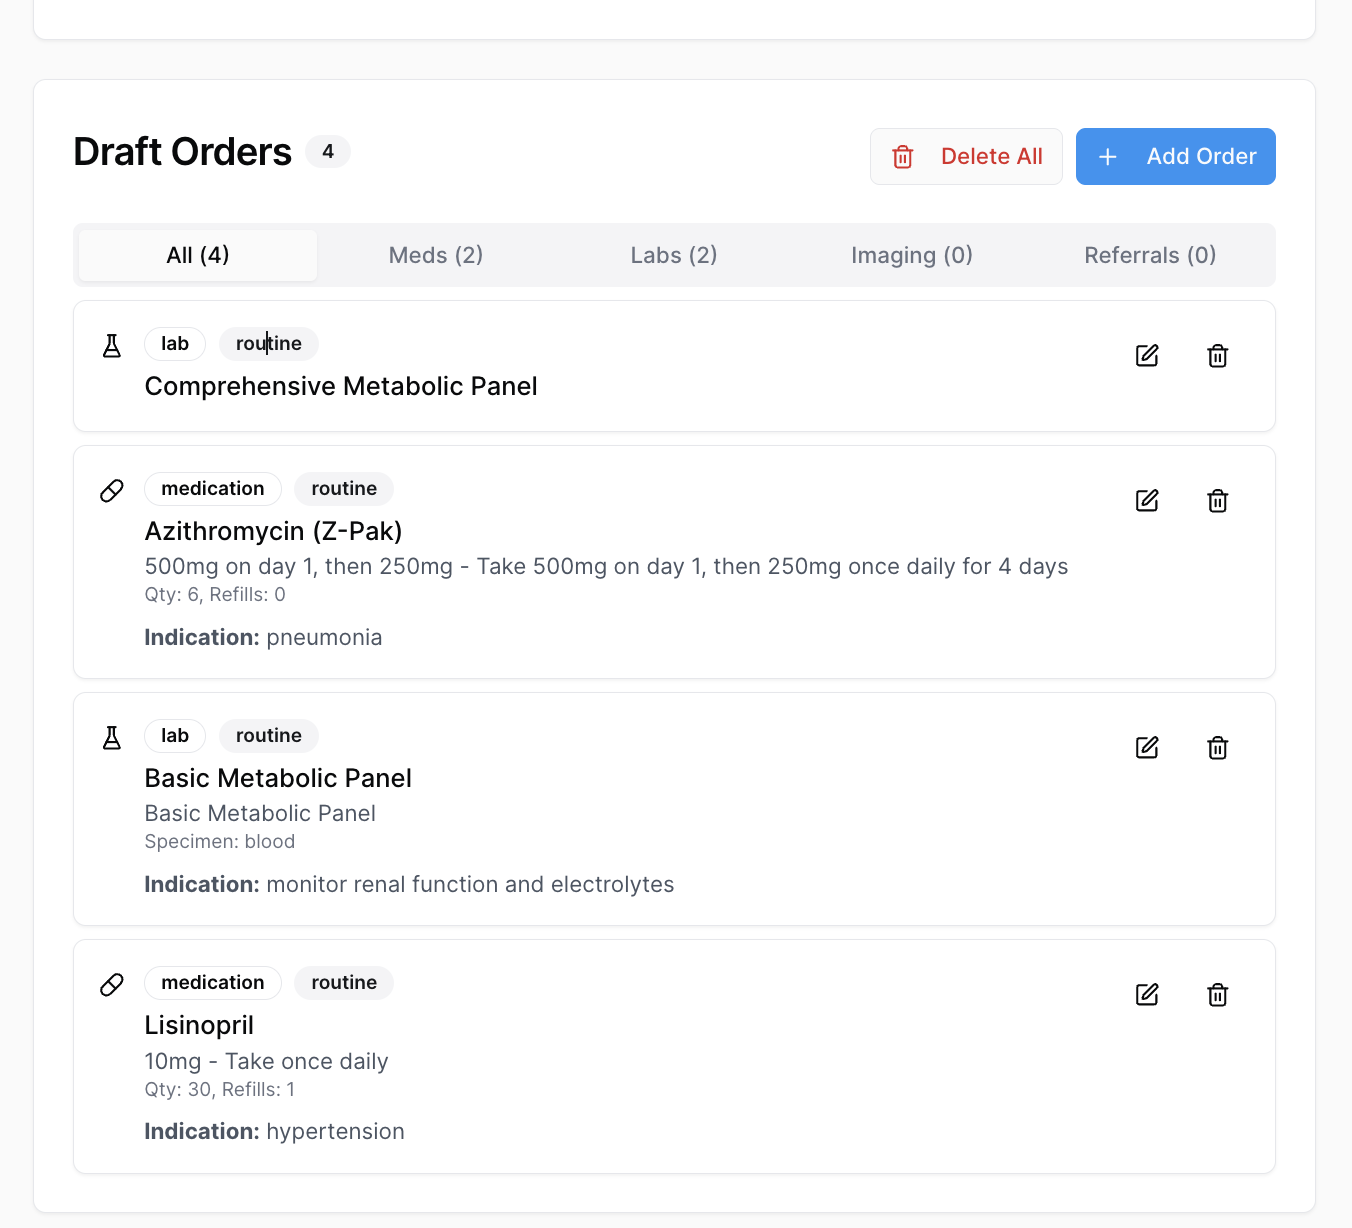 Draft Orders 4
Delete All
Add Order
All (4) Meds (2) Labs (2) Imaging (0) Referrals (0)
lab routine
Comprehensive Metabolic Panel
medication routine
Azithromycin (Z-Pak)
500mg on day 1, then 250mg - Take 500mg on day 1, then 250mg once daily for 4 days
Qty: 6, Refills: 0
Indication: pneumonia
lab routine
Basic Metabolic Panel
Basic Metabolic Panel
Specimen: blood
Indication: monitor renal function and electrolytes
medication routine
Lisinopril
10mg - Take once daily
Qty: 30, Refills: 1
Indication: hypertension